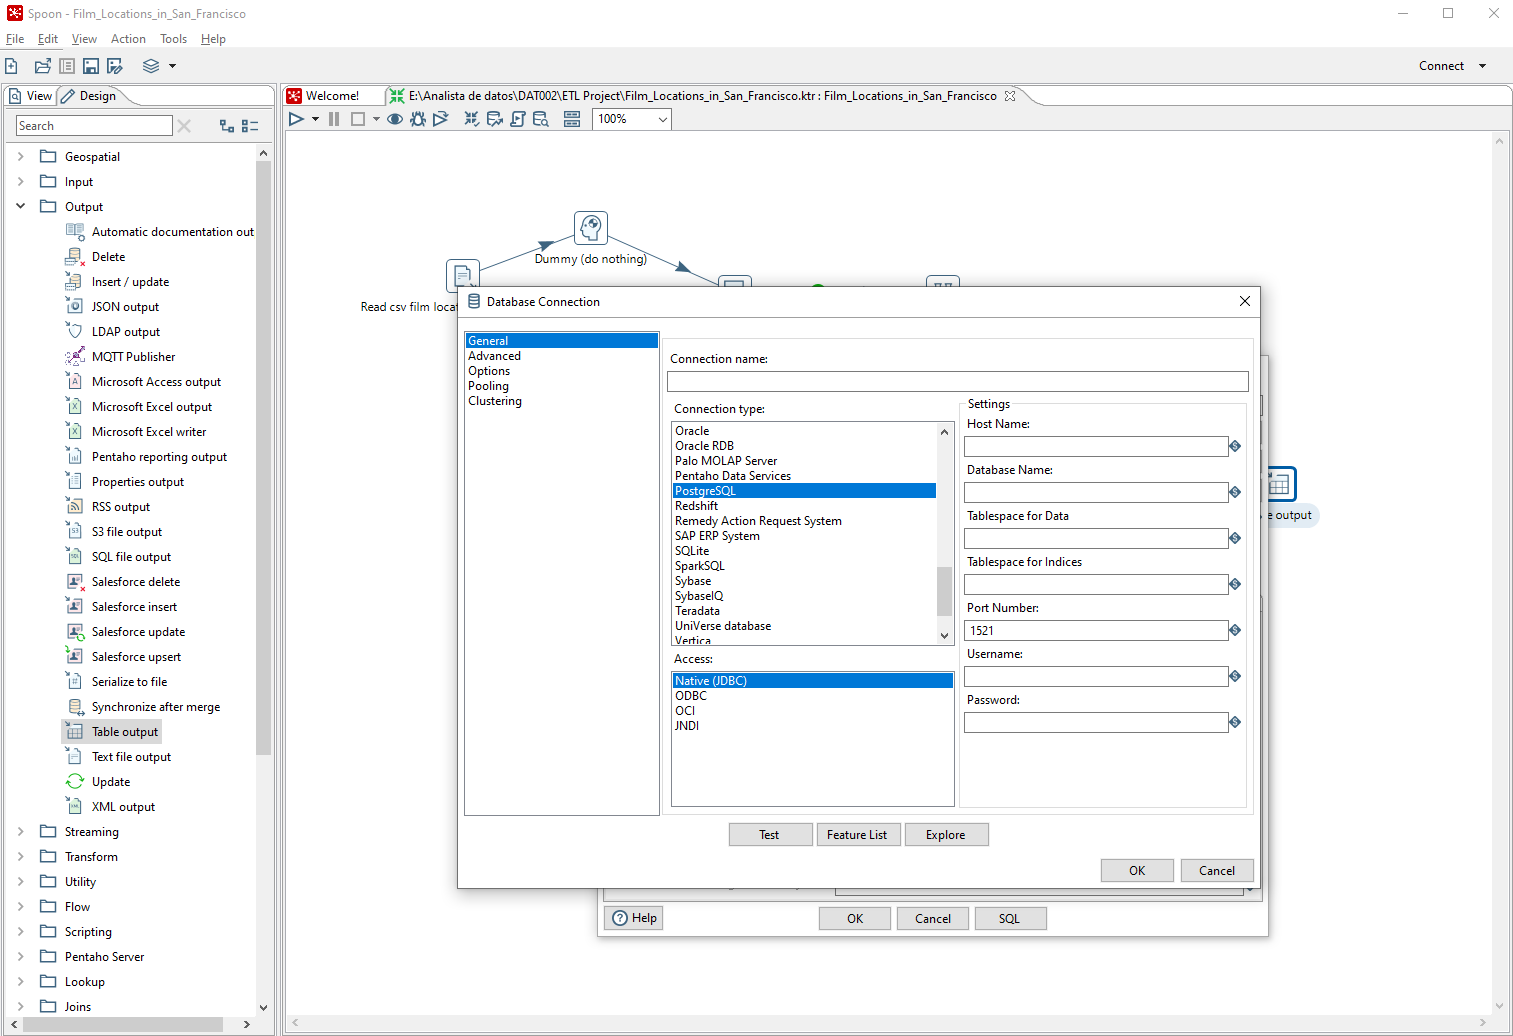 Spoon - Film_Locations_in_San_Francisco
File Edit View Action Tools Help
Connect
View Design
Welcome! E:\Analista de datos\DAT002\ETL Project\Film_Locations_in_San_Francisco.ktr : Film_Locations_in_San_Francisco
Search
100%
Geospatial
Input
Output
Automatic documentation out
Delete
Insert / update
JSON output
LDAP output
MQTT Publisher
Microsoft Access output
Microsoft Excel output
Microsoft Excel writer
Pentaho reporting output
Properties output
RSS output
S3 file output
SQL file output
Salesforce delete
Salesforce insert
Salesforce update
Salesforce upsert
Serialize to file
Synchronize after merge
Table output
Text file output
Update
XML output
Streaming
Transform
Utility
Flow
Scripting
Pentaho Server
Lookup
Joins
Dummy (do nothing)
Read csv film locat
e output
Database Connection
General
Advanced
Options
Pooling
Clustering
Connection name:
Connection type:
Oracle
Oracle RDB
Palo MOLAP Server
Pentaho Data Services
PostgreSQL
Redshift
Remedy Action Request System
SAP ERP System
SQLite
SparkSQL
Sybase
SybaseIQ
Teradata
UniVerse database
Vertica
Access:
Native (JDBC)
ODBC
OCI
JNDI
Settings
Host Name:
Database Name:
Tablespace for Data
Tablespace for Indices
Port Number:
1521
Username:
Password:
Test Feature List Explore
OK Cancel
Help OK Cancel SQL